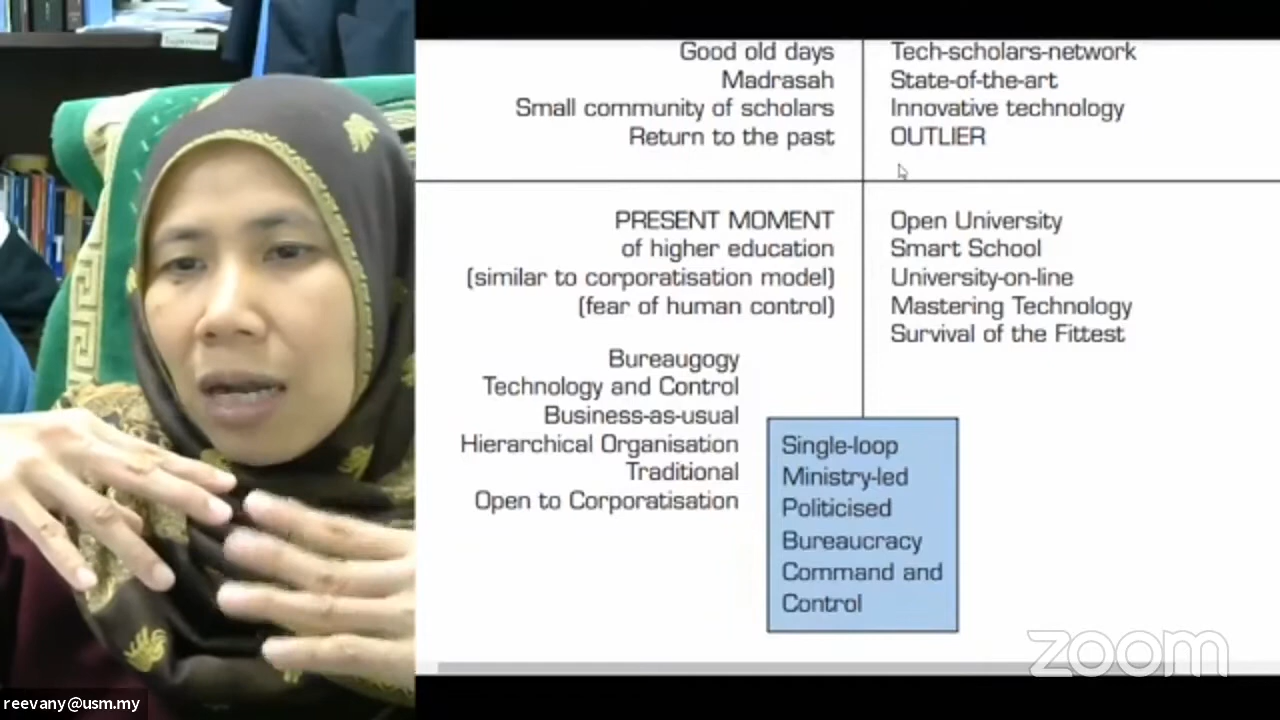 Good old days
Madrasah
Small community of scholars
Return to the past
Tech-scholars-network
State-of-the-art
Innovative technology
OUTLIER
PRESENT MOMENT
of higher education
(similar to corporatisation model)
(fear of human control)
Bureaugogy
Technology and Control
Business-as-usual
Hierarchical Organisation
Traditional
Open to Corporatisation
Open University
Smart School
University-on-line
Mastering Technology
Survival of the Fittest
Single-loop
Ministry-led
Politicised
Bureaucracy
Command and
Control
zoom
reevany@usm.my